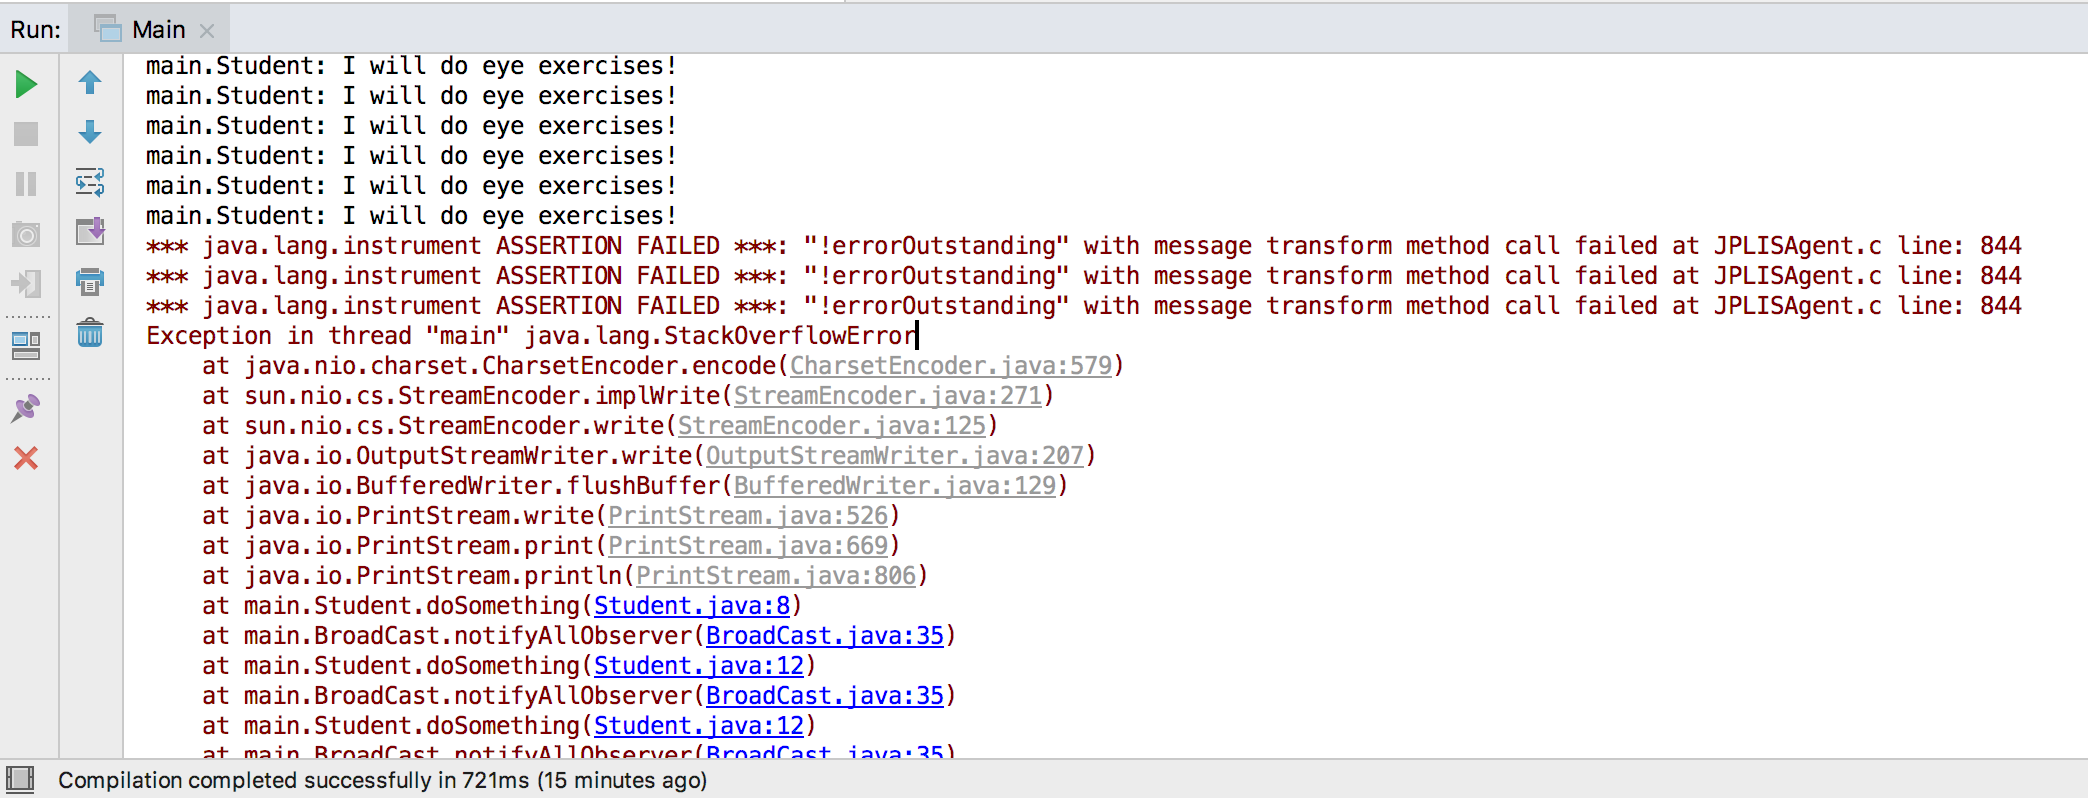 Run: Main
main.Student: I will do eye exercises!
main.Student: I will do eye exercises!
main.Student: I will do eye exercises!
main.Student: I will do eye exercises!
main.Student: I will do eye exercises!
main.Student: I will do eye exercises!
*** java.lang.instrument ASSERTION FAILED ***: "!errorOutstanding" with message transform method call failed at JPLISAgent.c line: 844
*** java.lang.instrument ASSERTION FAILED ***: "!errorOutstanding" with message transform method call failed at JPLISAgent.c line: 844
*** java.lang.instrument ASSERTION FAILED ***: "!errorOutstanding" with message transform method call failed at JPLISAgent.c line: 844
Exception in thread "main" java.lang.StackOverflowError
at java.nio.charset.CharsetEncoder.encode(CharsetEncoder.java:579)
at sun.nio.cs.StreamEncoder.implWrite(StreamEncoder.java:271)
at sun.nio.cs.StreamEncoder.write(StreamEncoder.java:125)
at java.io.OutputStreamWriter.write(OutputStreamWriter.java:207)
at java.io.BufferedWriter.flushBuffer(BufferedWriter.java:129)
at java.io.PrintStream.write(PrintStream.java:526)
at java.io.PrintStream.print(PrintStream.java:669)
at java.io.PrintStream.println(PrintStream.java:806)
at main.Student.doSomething(Student.java:8)
at main.BroadCast.notifyAllObserver(BroadCast.java:35)
at main.Student.doSomething(Student.java:12)
at main.BroadCast.notifyAllObserver(BroadCast.java:35)
at main.Student.doSomething(Student.java:12)
at main.BroadCast.notifyAllObserver(BroadCast.java:35)
Compilation completed successfully in 721ms (15 minutes ago)